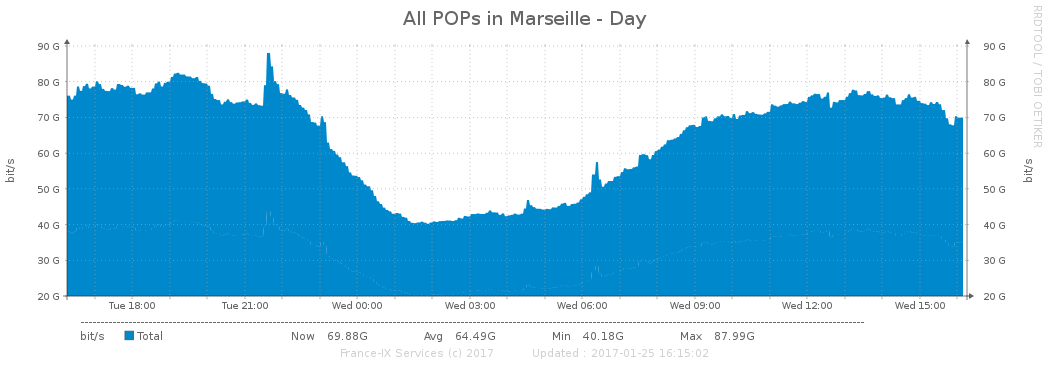 All POPs in Marseille - Day
RRDTOOL / TOBI OETIKER
bit/s
90 G 90 G
80 G 80 G
70 G 70 G
60 G 60 G
50 G 50 G
40 G 40 G
30 G 30 G
20 G 20 G
bit/s
Tue 18:00 Tue 21:00 Wed 00:00 Wed 03:00 Wed 06:00 Wed 09:00 Wed 12:00 Wed 15:00
bit/s Total Now 69.88G Avg 64.49G Min 40.18G Max 87.99G
France-IX Services (c) 2017 Updated : 2017-01-25 16:15:02